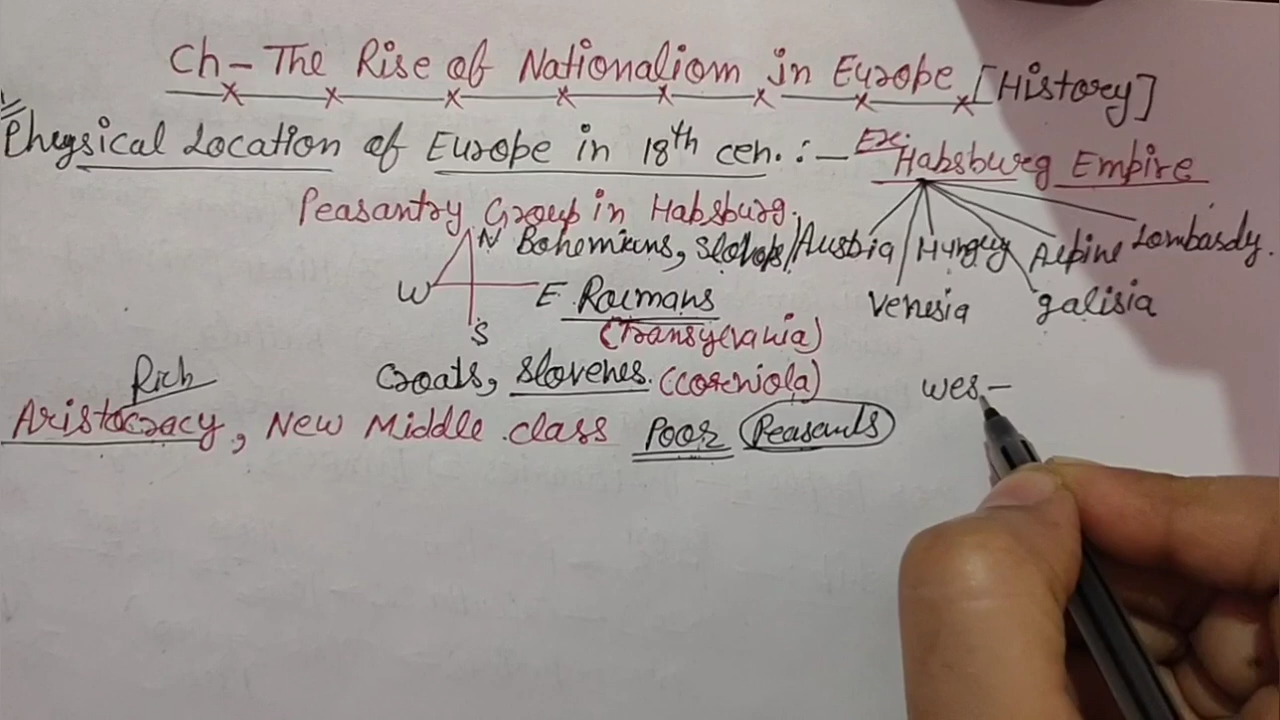 Ch - The Rise of Nationaliom in Europe [History]
Physical Location of Europe in 18th cen. : - Ex: Habsburg Empire
Peasantry Group in Habsburg.
N Bohemians, Slovaks/Austria / Hungry Alpine Lombardy.
W E Roumans Venesia galisia
(Transylvania)
S
Croats, Slovenes. (Corniola)
Rich wes-
Aristocracy, New Middle class Poor Peasants